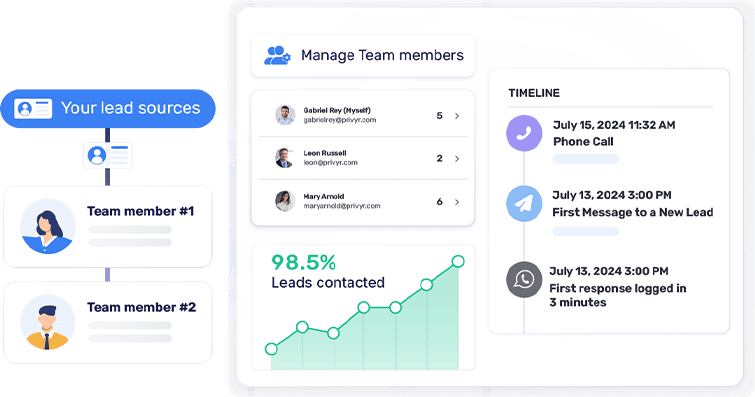 Your lead sources
Team member #1
Team member #2
Manage Team members
Gabriel Rey (Myself)
gabrielrey@privyr.com
5
Leon Russell
leon@privyr.com
2
Mary Arnold
maryarnold@privyr.com
6
98.5%
Leads contacted
TIMELINE
July 15, 2024 11:32 AM
Phone Call
July 13, 2024 3:00 PM
First Message to a New Lead
July 13, 2024 3:00 PM
First response logged in
3 minutes